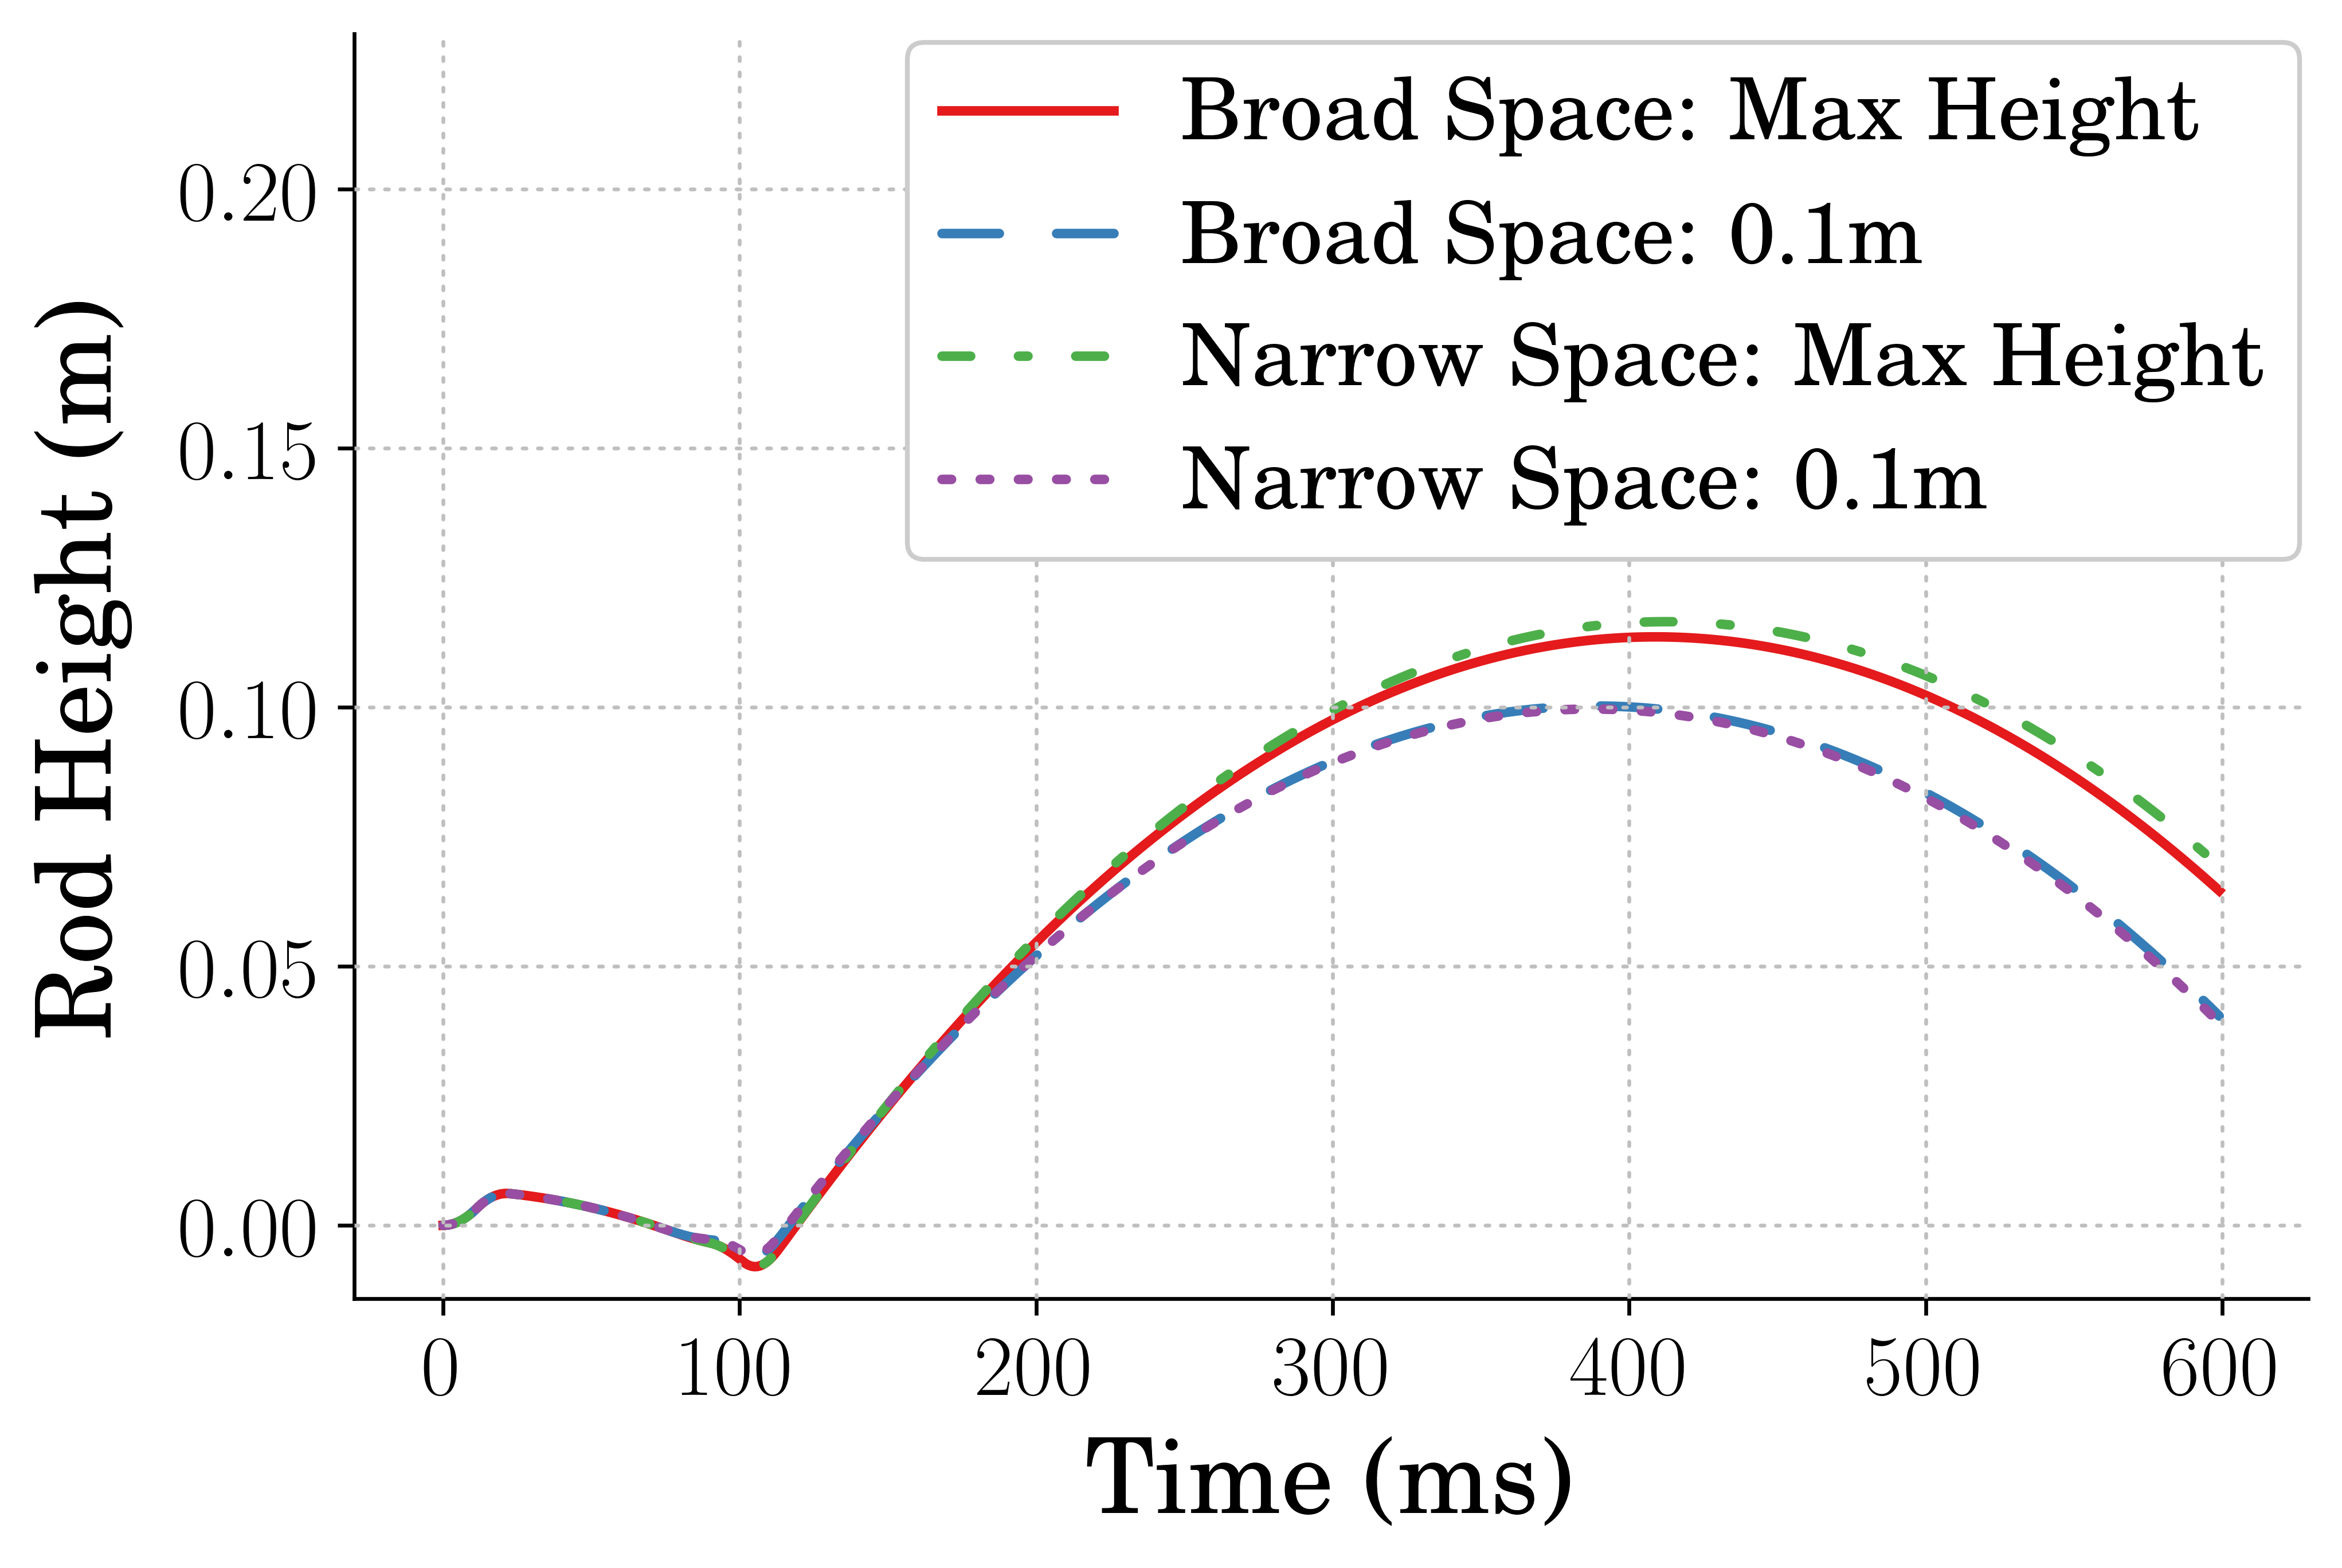 Broad Space: Max Height
Broad Space: 0.1m
Narrow Space: Max Height
Narrow Space: 0.1m
0.20
0.15
0.10
0.05
0.00
Rod Height (m)
0 100 200 300 400 500 600
Time (ms)